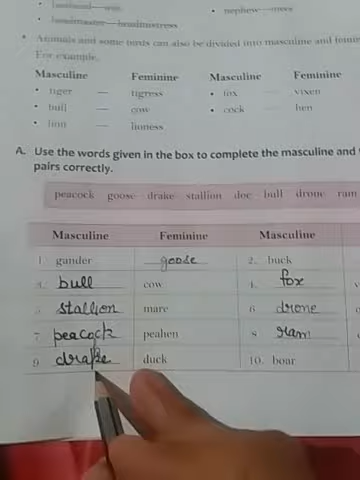 • husband—wife • nephew—niece
• headmaster—headmistress
• Animals and some birds can also be divided into masculine and
For example,
Masculine Feminine Masculine Feminine
• tiger — tigress • fox — vixen
• bull — cow • cock — hen
• lion — lioness
A. Use the words given in the box to complete the masculine and
pairs correctly.
peacock goose drake stallion doe bull drone ram
Masculine Feminine Masculine
1. gander goose 2. buck
3. bull cow 4. fox
5. stallion mare 6. drone
7. peacock peahen 8. ram
9. drake duck 10. boar